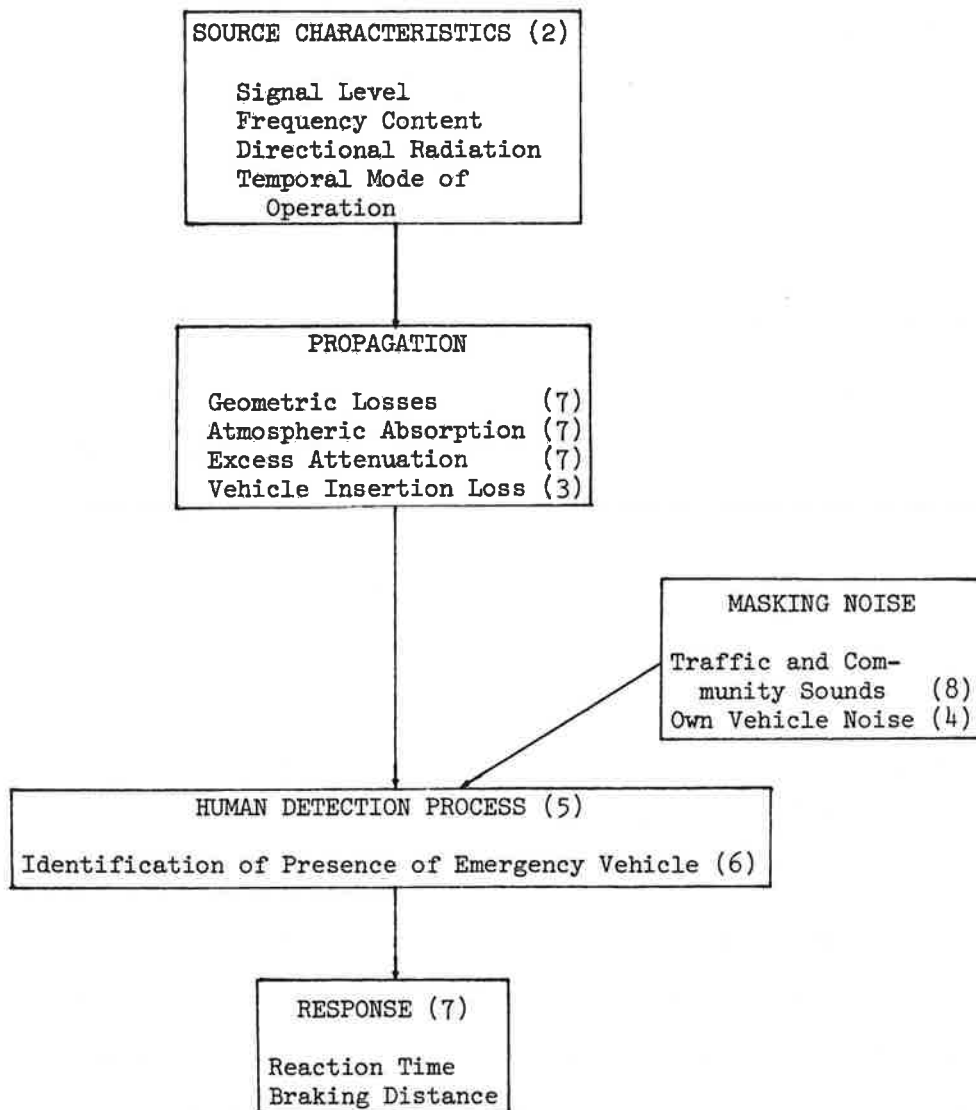 SOURCE CHARACTERISTICS (2)
Signal Level
Frequency Content
Directional Radiation
Temporal Mode of
Operation
PROPAGATION
Geometric Losses (7)
Atmospheric Absorption (7)
Excess Attenuation (7)
Vehicle Insertion Loss (3)
MASKING NOISE
Traffic and Com-
munity Sounds (8)
Own Vehicle Noise (4)
HUMAN DETECTION PROCESS (5)
Identification of Presence of Emergency Vehicle (6)
RESPONSE (7)
Reaction Time
Braking Distance